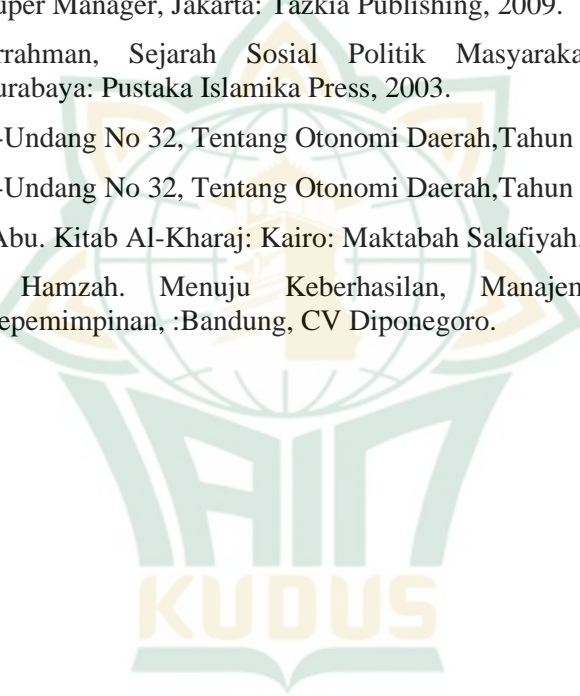 uper Manager, Jakarta: Tazkia Publishing, 2009.
rrahman, Sejarah Sosial Politik Masyaraka
urabaya: Pustaka Islamika Press, 2003.
-Undang No 32, Tentang Otonomi Daerah,Tahun
-Undang No 32, Tentang Otonomi Daerah,Tahun
Abu. Kitab Al-Kharaj: Kairo: Maktabah Salafiyah.
Hamzah. Menuju Keberhasilan, Manajen
epemimpinan, :Bandung, CV Diponegoro.
IAIN
KUDUS